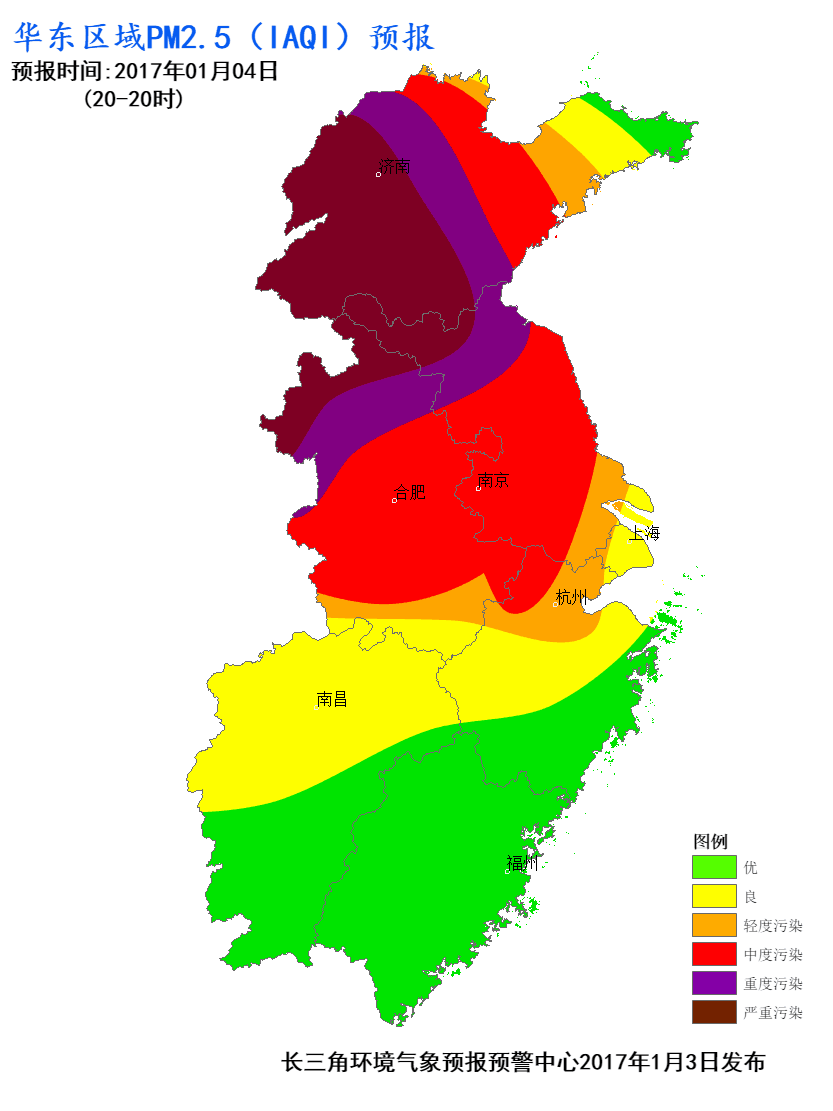 华东区域PM2.5（IAQI）预报
预报时间:2017年01月04日
(20-20时)
济南
合肥
南京
上海
杭州
南昌
福州
图例
优
良
轻度污染
中度污染
重度污染
严重污染
长三角环境气象预报预警中心2017年1月3日发布